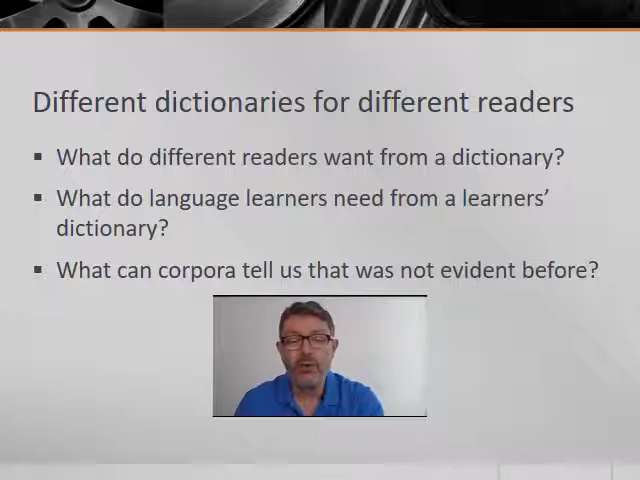 Different dictionaries for different readers
▪ What do different readers want from a dictionary?
▪ What do language learners need from a learners’
dictionary?
▪ What can corpora tell us that was not evident before?